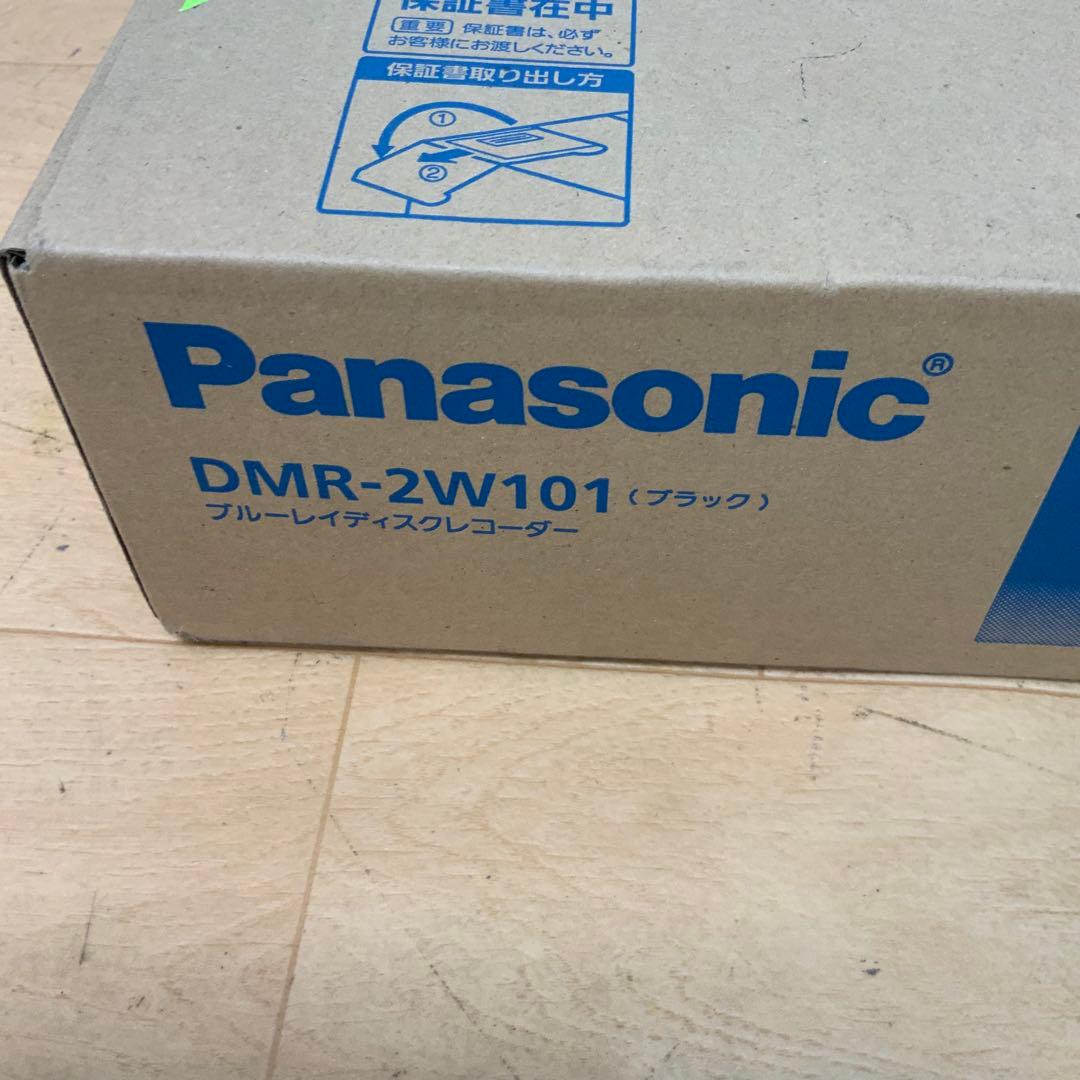 保証書在中
重要 保証書は、必ず
お客様にお渡しください。
保証書取り出し方
①
②
Panasonic®
DMR-2W101（ブラック）
ブルーレイディスクレコーダー